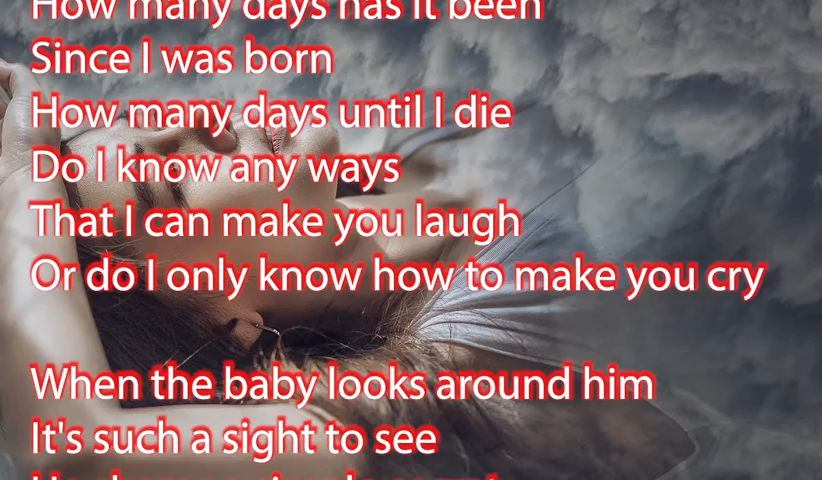 How many days has it been
Since I was born
How many days until I die
Do I know any ways
That I can make you laugh
Or do I only know how to make you cry
When the baby looks around him
It's such a sight to see